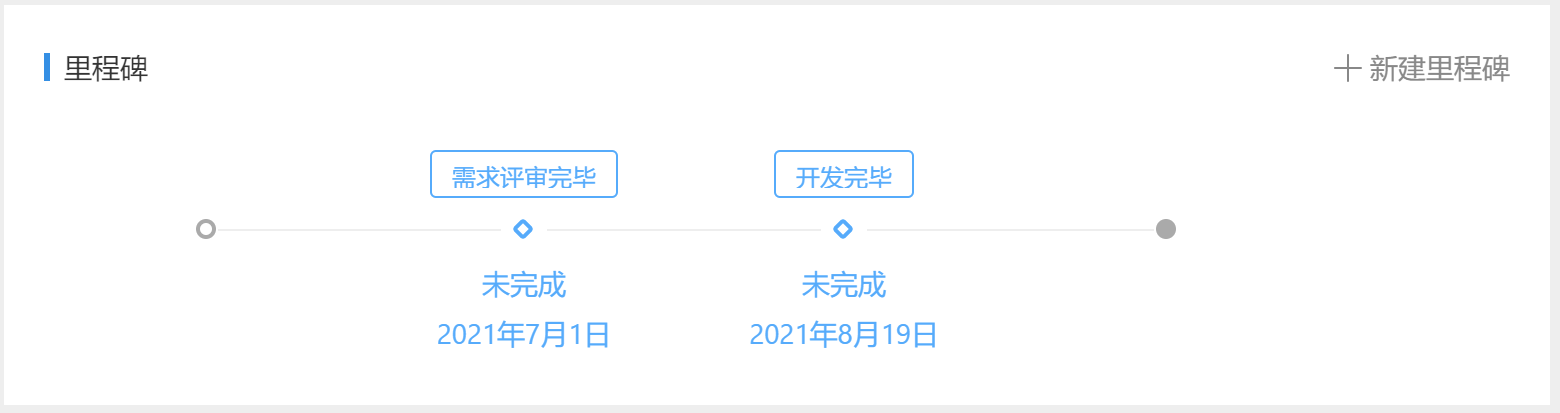 里程碑
新建里程碑
需求评审完毕
开发完毕
未完成
未完成
2021年7月1日
2021年8月19日